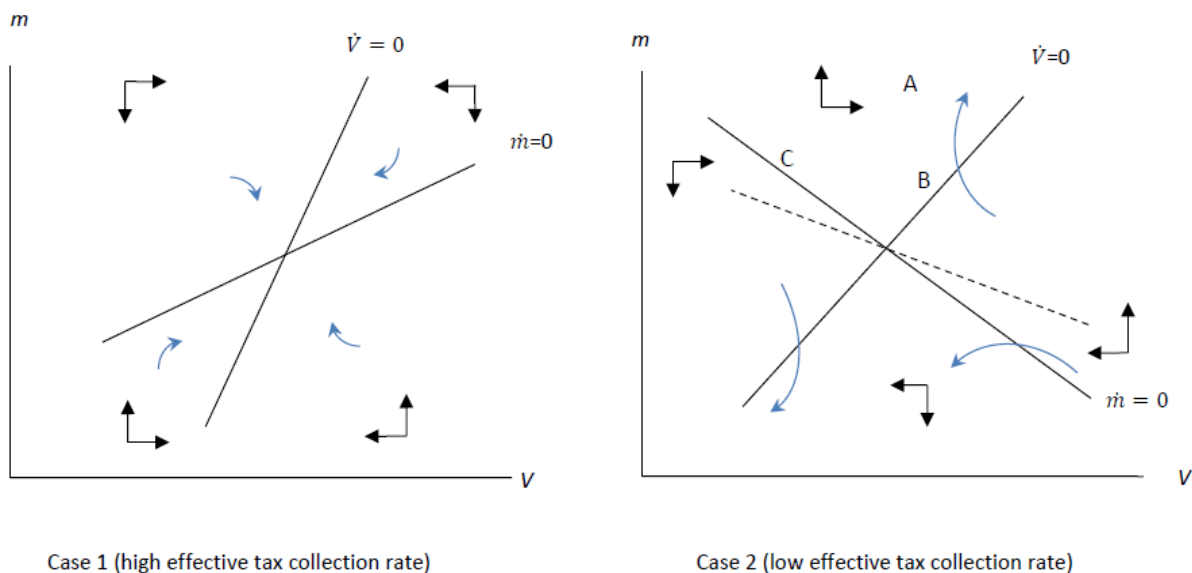 m
V̇ = 0
ṁ=0
V
Case 1 (high effective tax collection rate)
m
V̇=0
A
C
B
ṁ = 0
V
Case 2 (low effective tax collection rate)